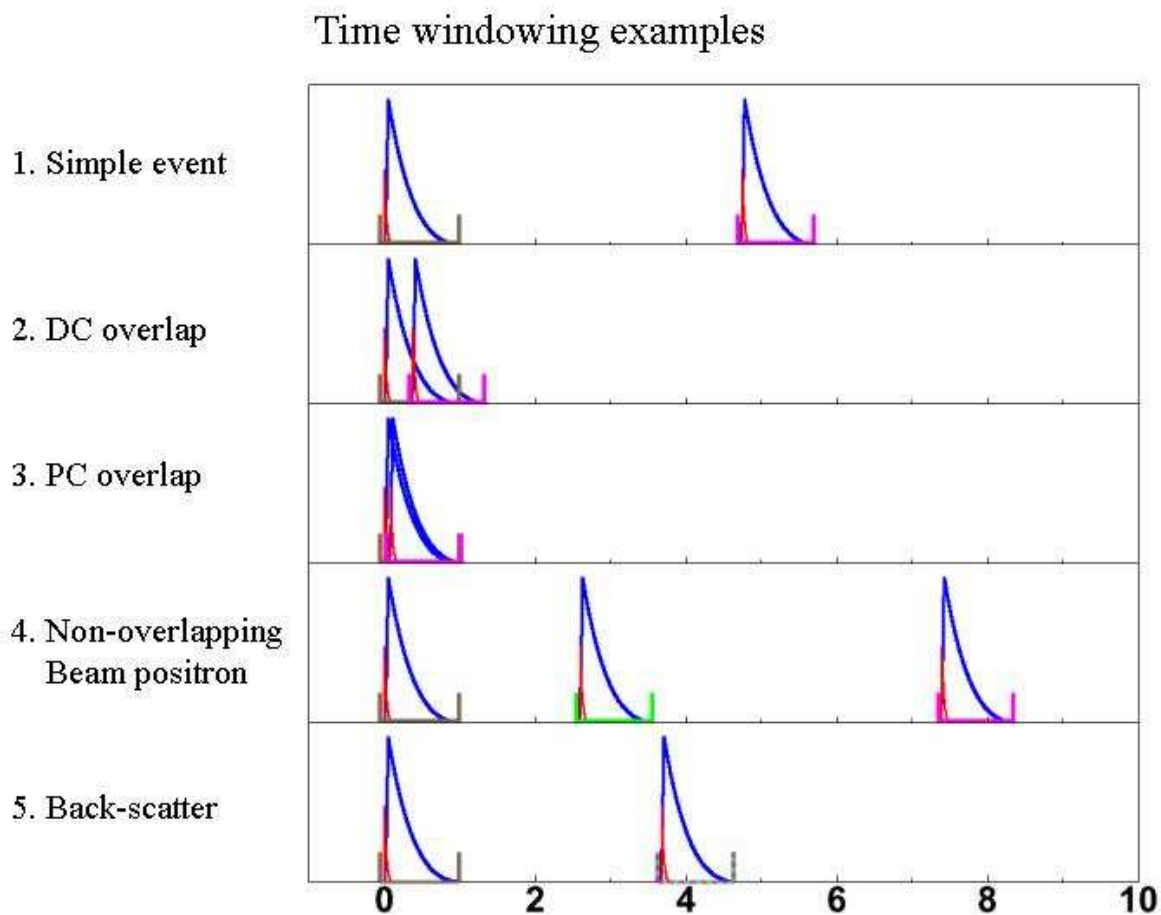 Time windowing examples
1. Simple event
2. DC overlap
3. PC overlap
4. Non-overlapping
Beam positron
5. Back-scatter
0 2 4 6 8 10